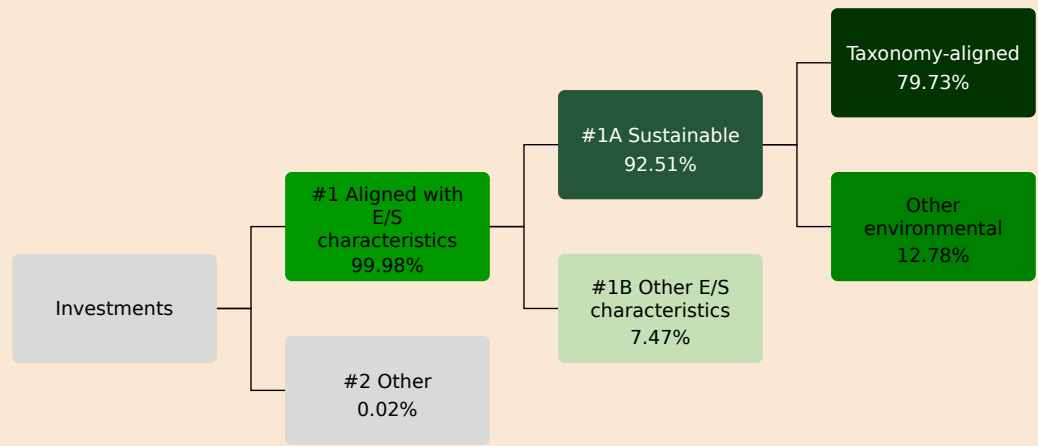 Investments
#1 Aligned with
E/S
characteristics
99.98%
#2 Other
0.02%
#1A Sustainable
92.51%
#1B Other E/S
characteristics
7.47%
Taxonomy-aligned
79.73%
Other
environmental
12.78%